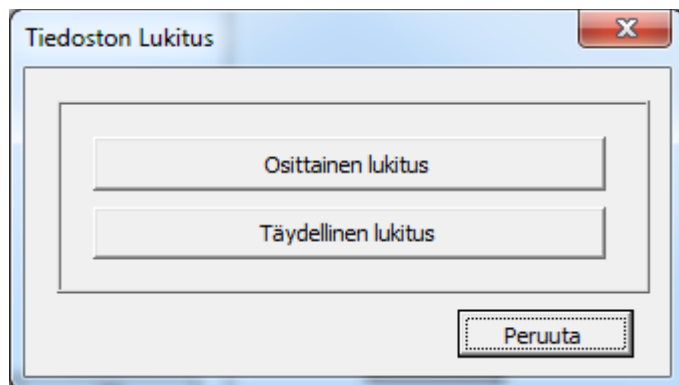 Tiedoston Lukitus
Osittainen lukitus
Täydellinen lukitus
Peruuta